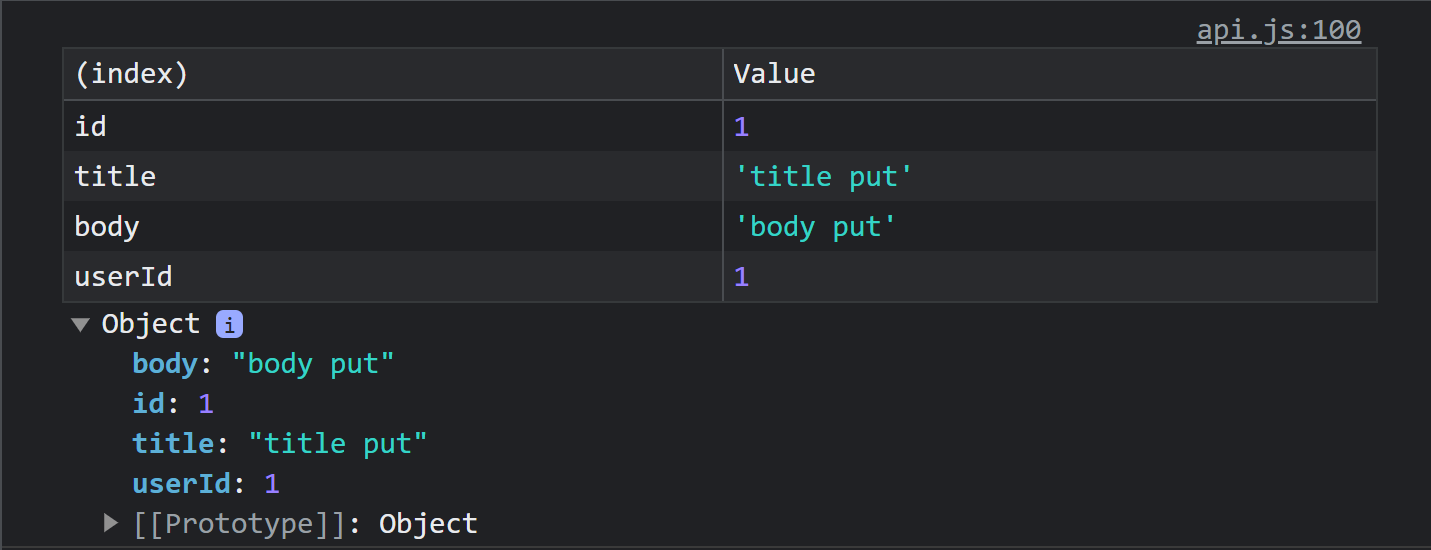 api.js:100
(index) Value
id 1
title 'title put'
body 'body put'
userId 1
Object i
body: "body put"
id: 1
title: "title put"
userId: 1
[[Prototype]]: Object